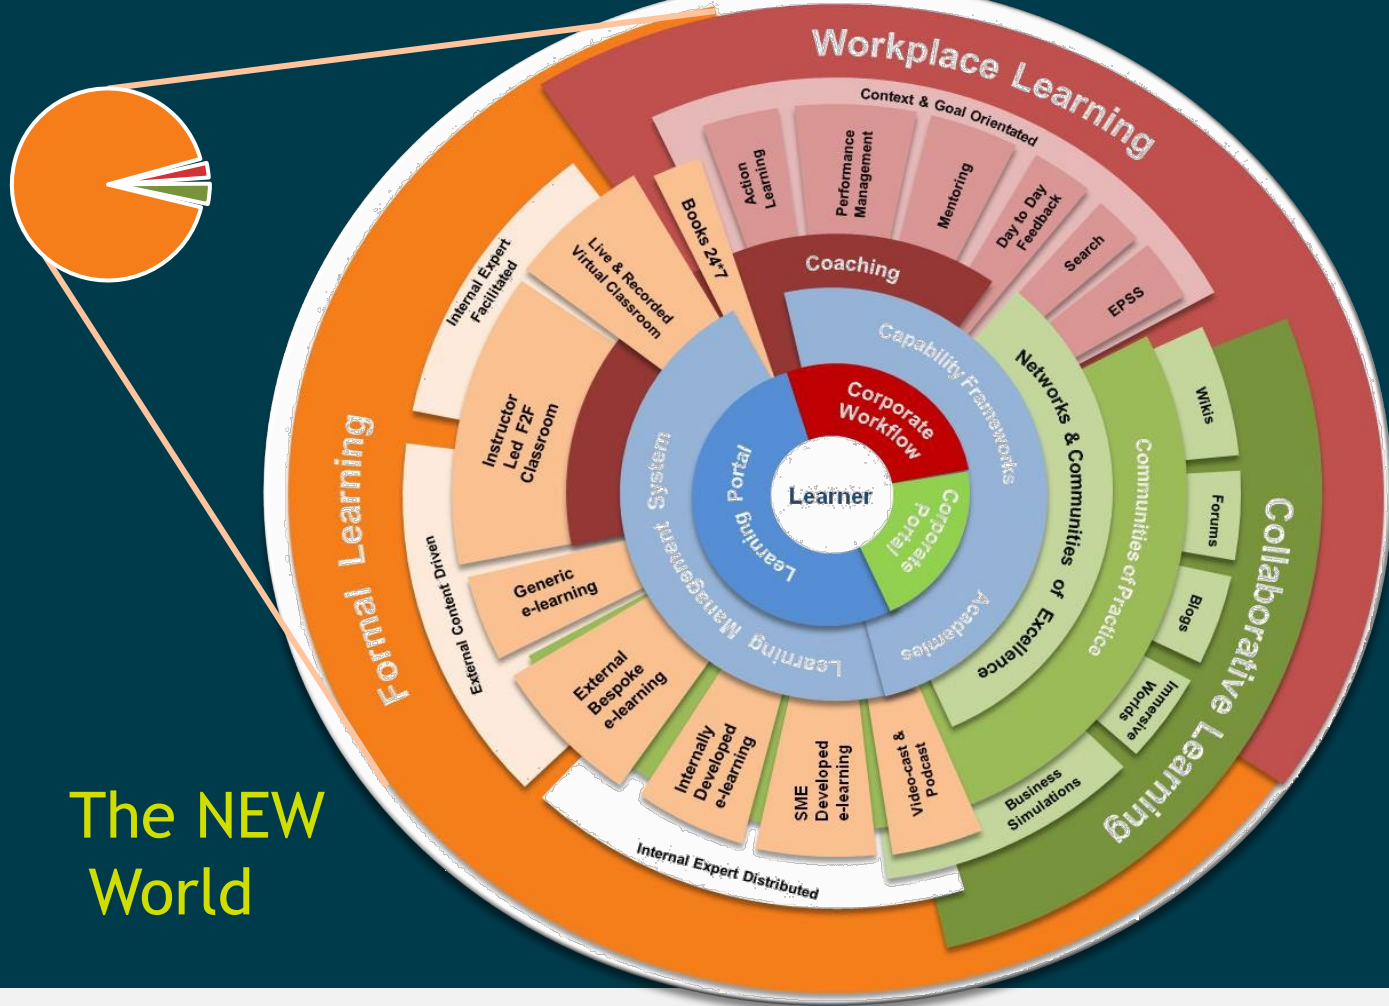 Workplace Learning
Context & Goal Orientated
Action
Learning
Performance
Management
Mentoring
Day to Day
Feedback
Search
EPSS
Coaching
Books 24*7
Live & Recorded
Virtual Classroom
Internal Expert
Facilitated
Instructor
Led F2F
Classroom
Formal Learning
External Content Driven
Generic
e-learning
External
Bespoke
e-learning
Internally
Developed
e-learning
SME
Developed
e-learning
Video-cast &
Podcast
Internal Expert Distributed
Learning Management System
Learning Portal
Learner
Corporate
Workflow
Corporate
Portal
Capability Frameworks
Academies
Networks & Communities of Excellence
Communities of Practice
Wikis
Forums
Blogs
Immersive
Worlds
Business
Simulations
Collaborative Learning
The NEW
World